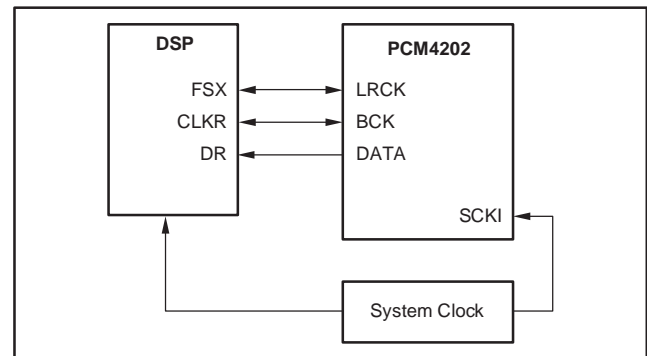 DSP
FSX
CLKR
DR
PCM4202
LRCK
BCK
DATA
SCKI
System Clock